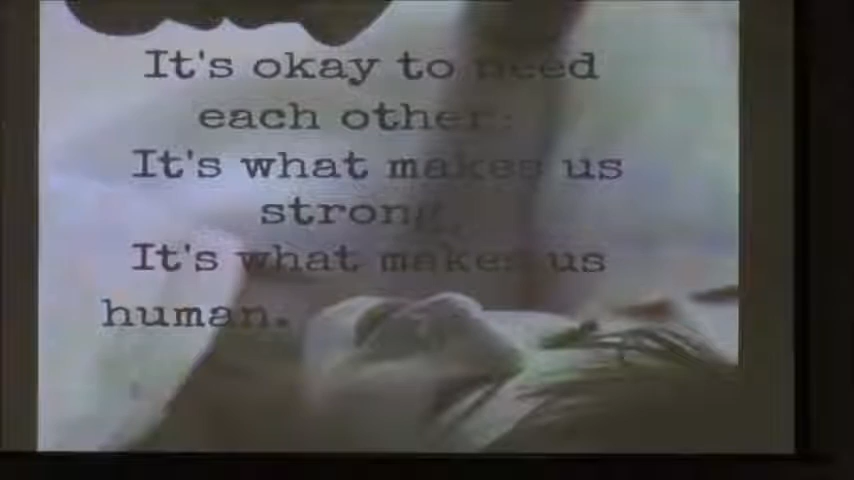 It's okay to need
each other.
It's what makes us
strong.
It's what makes us
human.